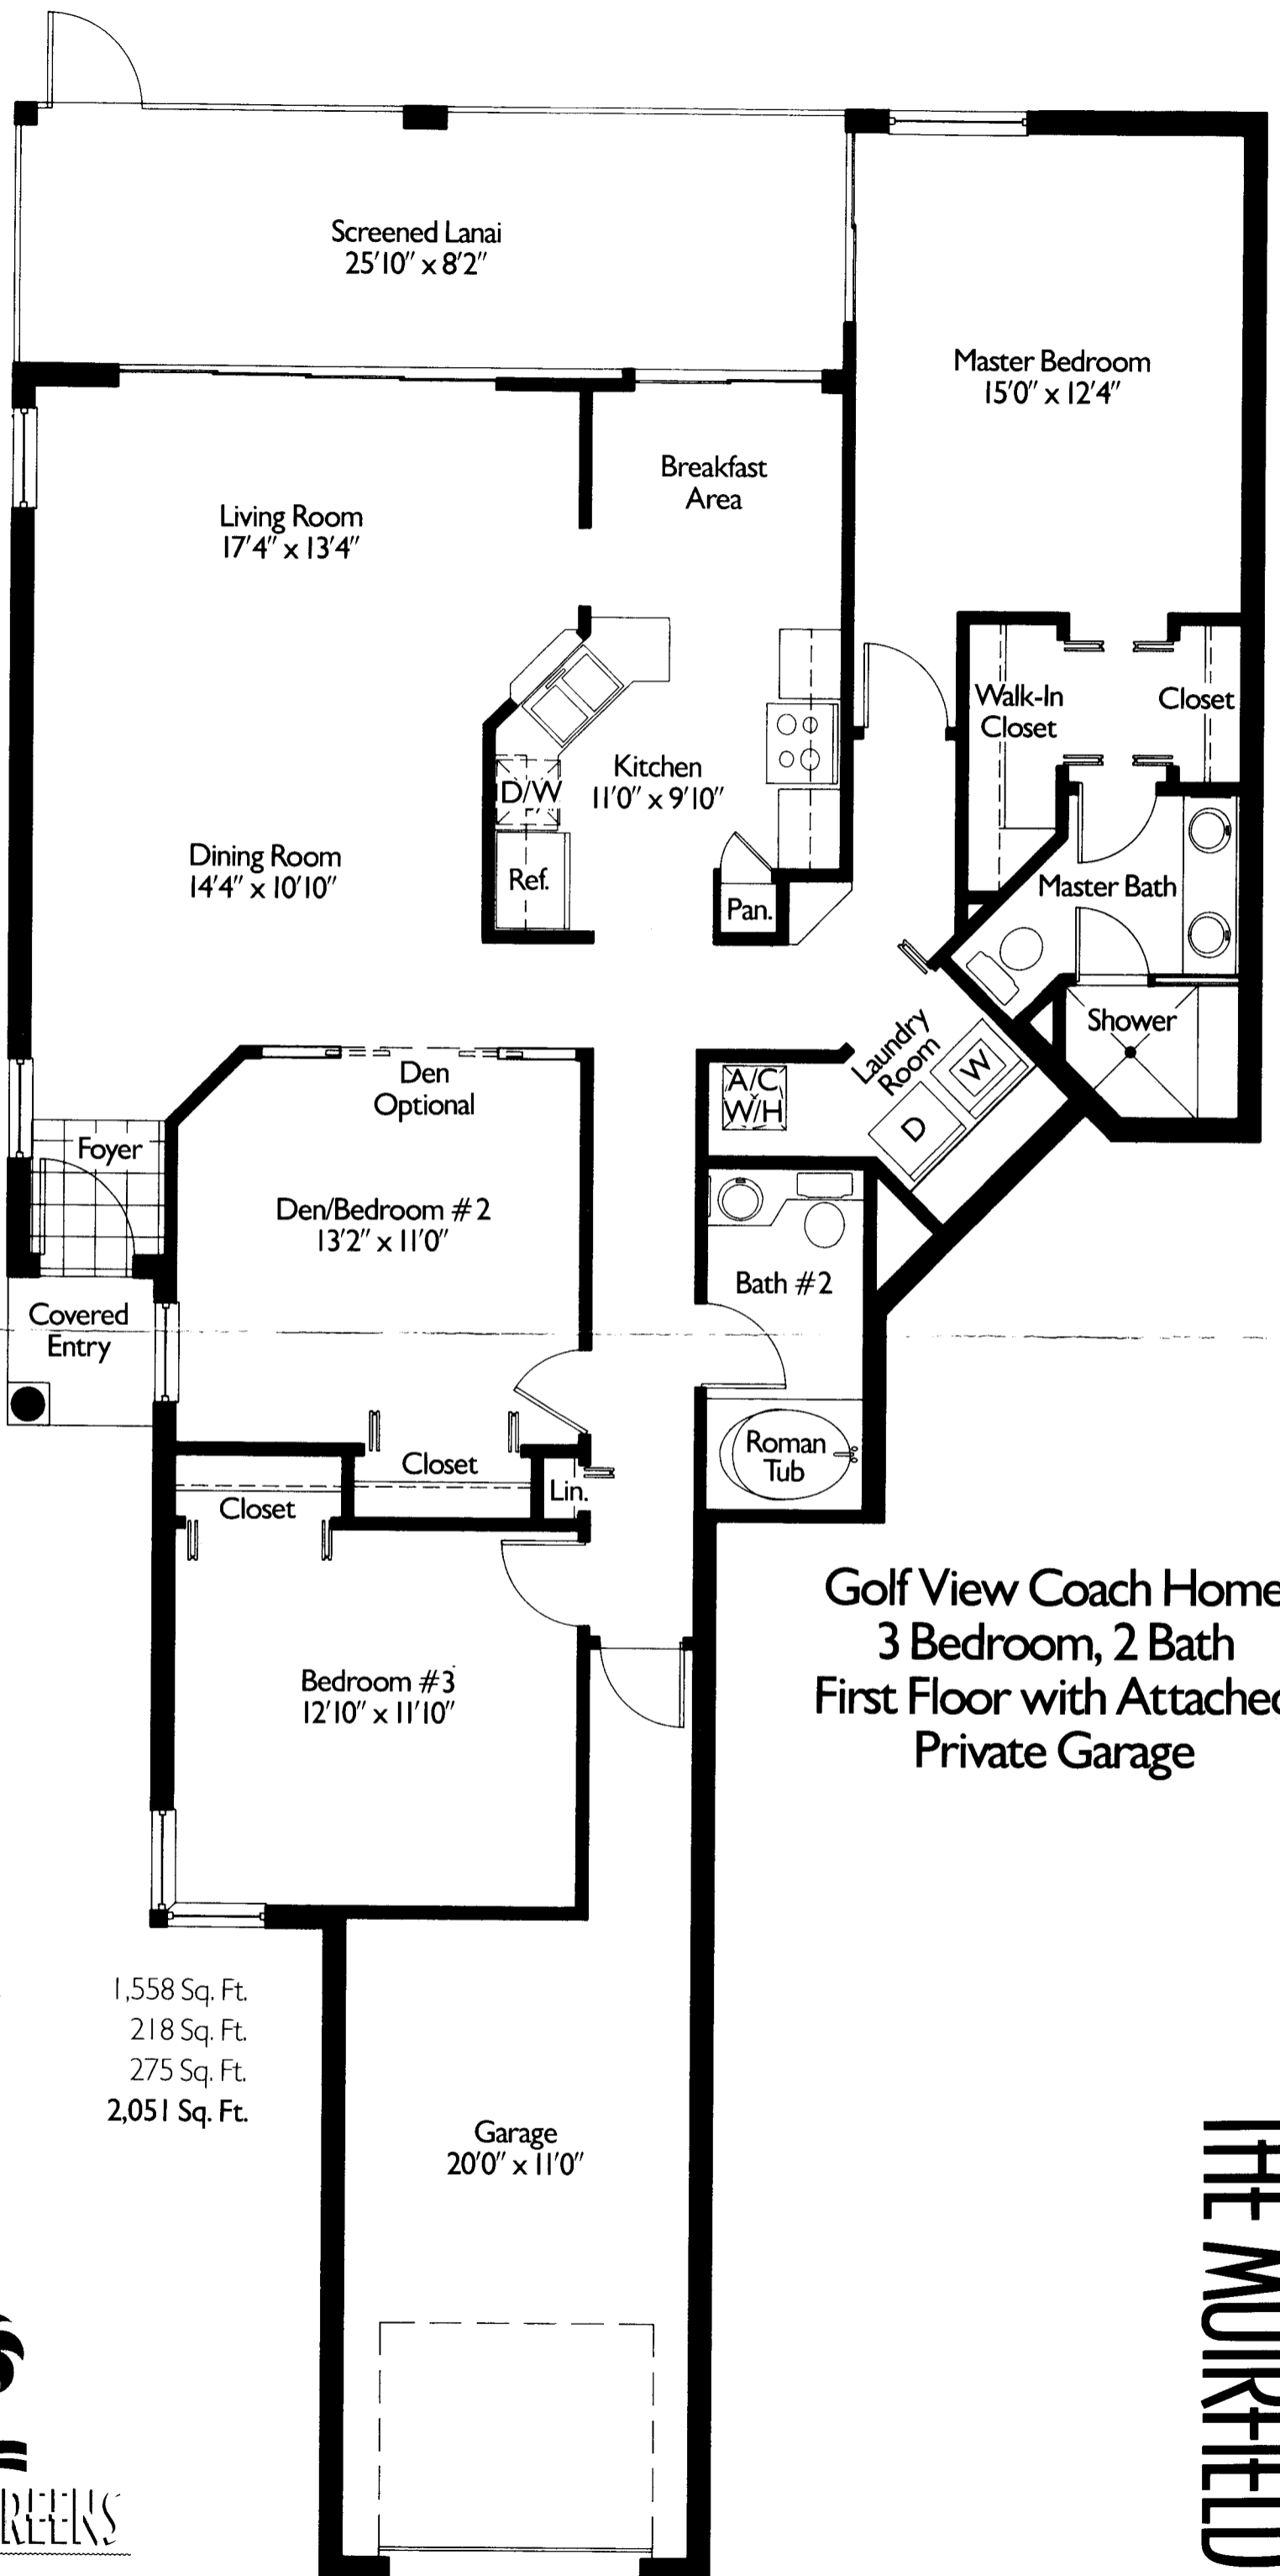 Screened Lanai
25'10" x 8'2"
Master Bedroom
15'0" x 12'4"
Breakfast
Area
Living Room
17'4" x 13'4"
Walk-In
Closet
Closet
Kitchen
11'0" x 9'10"
D/W
Dining Room
14'4" x 10'10"
Ref.
Pan.
Master Bath
Shower
Laundry
Room
W
D
A/C
W/H
Den
Optional
Foyer
Den/Bedroom #2
13'2" x 11'0"
Bath #2
Covered
Entry
Roman
Tub
Closet
Lin.
Closet
Golf View Coach Home
3 Bedroom, 2 Bath
First Floor with Attached
Private Garage
Bedroom #3
12'10" x 11'10"
1,558 Sq. Ft.
218 Sq. Ft.
275 Sq. Ft.
2,051 Sq. Ft.
Garage
20'0" x 11'0"
THE MUIRFIELD
REENS